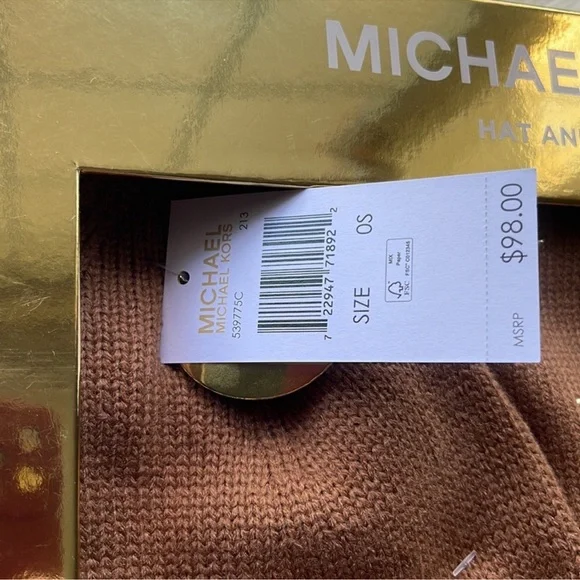 MICHAE
HAT AN
MICHAEL
MICHAEL KORS
539775C 213
7 22947 71892 2
SIZE OS
MIX
Paper
FSC
MSRP $98.00